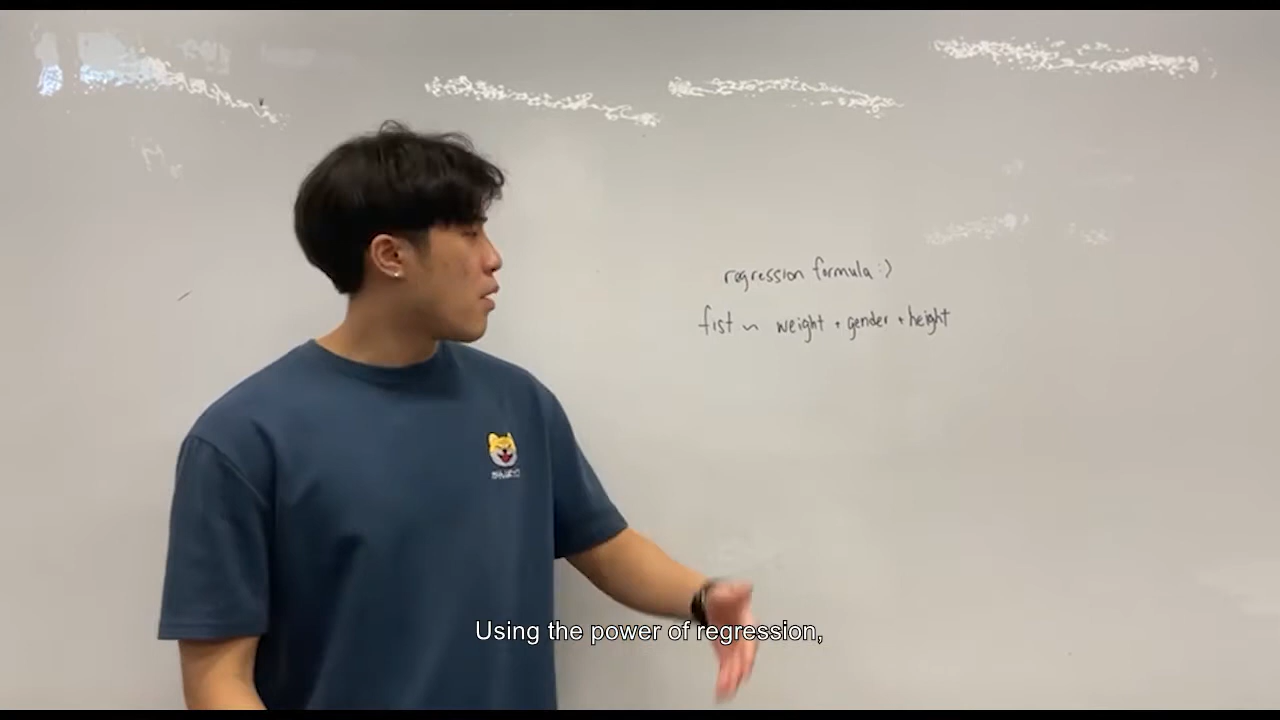 regression formula :)
fist ~ weight + gender + height
Using the power of regression,